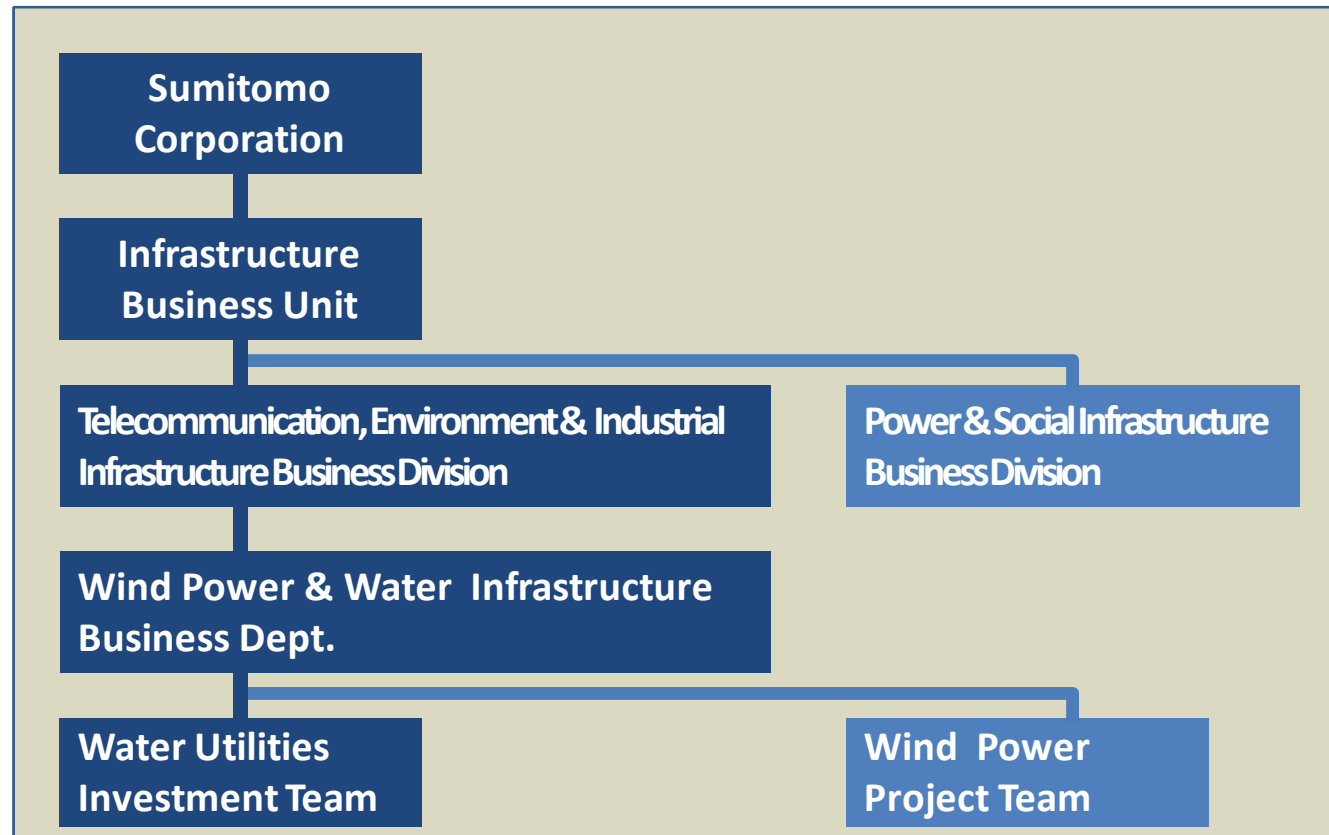 Sumitomo
Corporation
Infrastructure
Business Unit
Telecommunication, Environment & Industrial
Infrastructure Business Division
Power & Social Infrastructure
Business Division
Wind Power & Water Infrastructure
Business Dept.
Water Utilities
Investment Team
Wind Power
Project Team